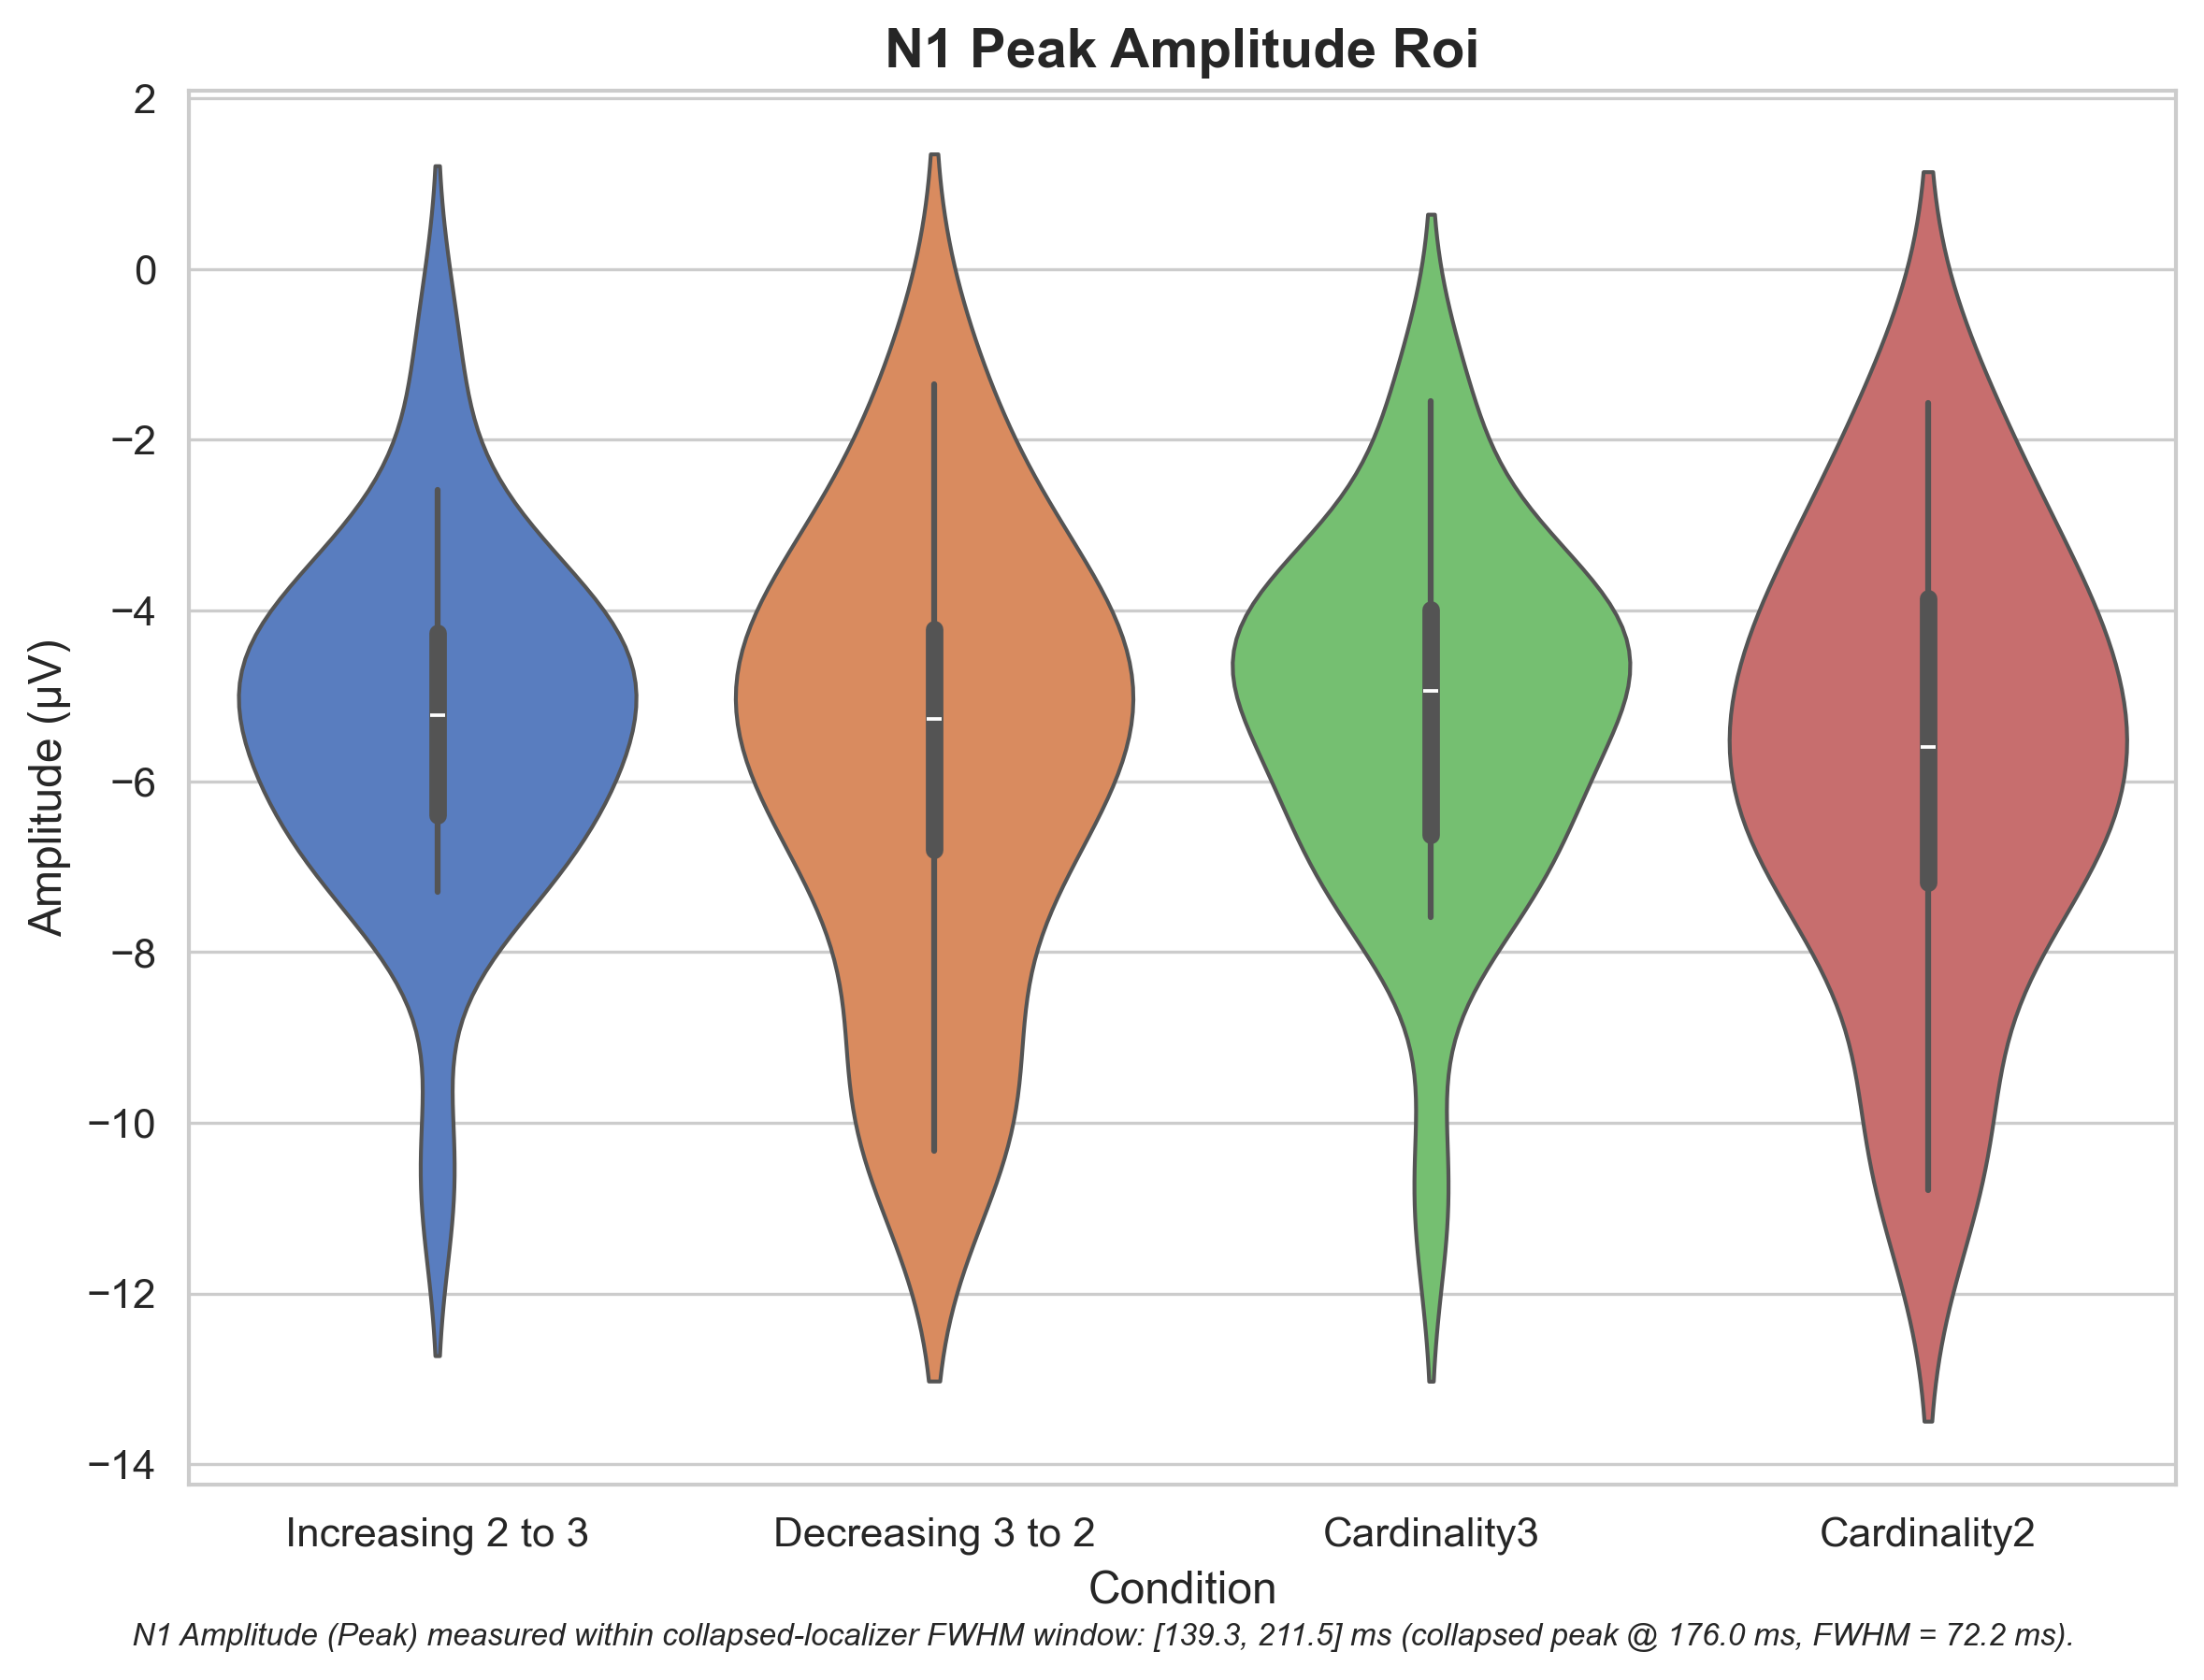 N1 Peak Amplitude Roi
2
0
−2
−4
−6
−8
−10
−12
−14
Amplitude (µV)
Increasing 2 to 3
Decreasing 3 to 2
Cardinality3
Cardinality2
Condition
N1 Amplitude (Peak) measured within collapsed-localizer FWHM window: [139.3, 211.5] ms (collapsed peak @ 176.0 ms, FWHM = 72.2 ms).